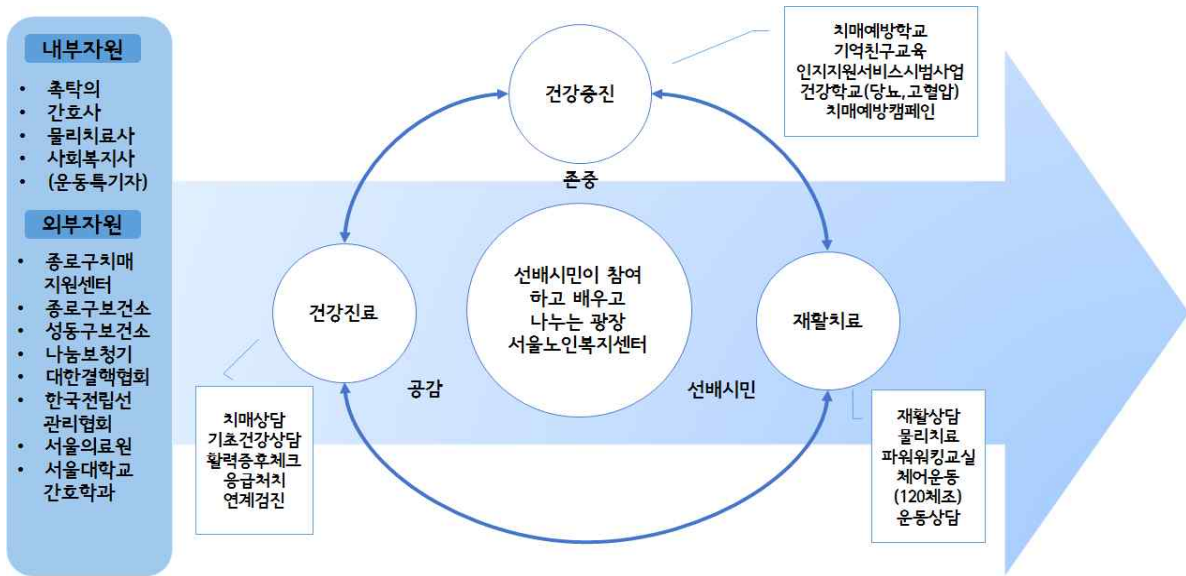 내부자원
• 촉탁의
• 간호사
• 물리치료사
• 사회복지사
• (운동특기자)
외부자원
• 종로구치매
지원센터
• 종로구보건소
• 성동구보건소
• 나눔보청기
• 대한결핵협회
• 한국전립선
관리협회
• 서울의료원
• 서울대학교
간호학과
건강증진
존중
치매예방학교
기억친구교육
인지지원서비스시범사업
건강학교(당뇨,고혈압)
치매예방캠페인
건강진료
공감
치매상담
기초건강상담
활력증후체크
응급처치
연계검진
선배시민이 참여
하고 배우고
나누는 광장
서울노인복지센터
재활치료
선배시민
재활상담
물리치료
파워워킹교실
체어운동
(120체조)
운동상담